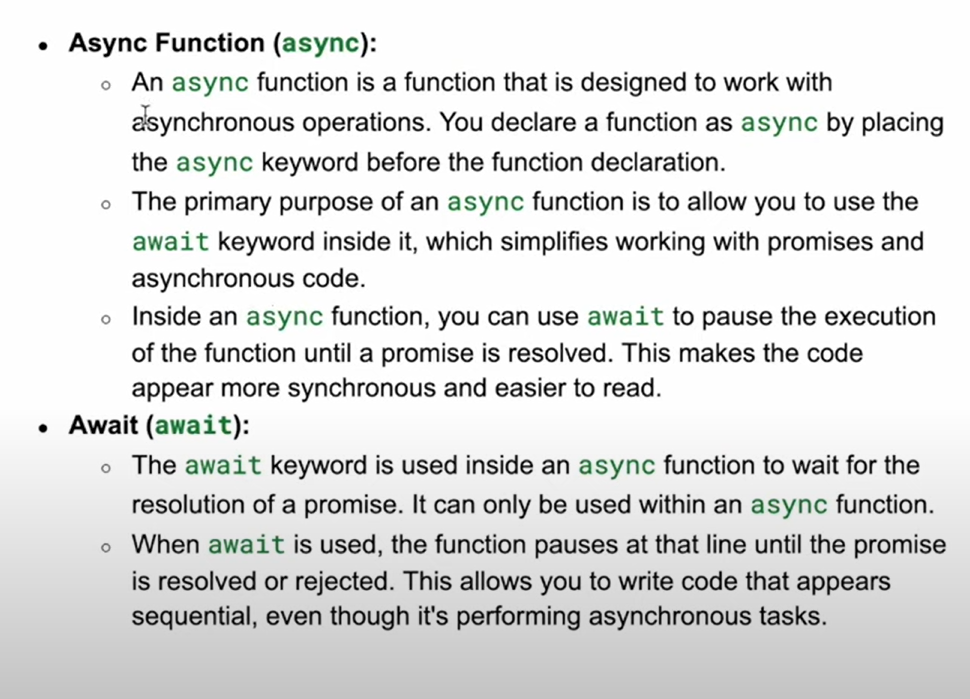 • Async Function (async):
○ An async function is a function that is designed to work with
asynchronous operations. You declare a function as async by placing
the async keyword before the function declaration.
○ The primary purpose of an async function is to allow you to use the
await keyword inside it, which simplifies working with promises and
asynchronous code.
○ Inside an async function, you can use await to pause the execution
of the function until a promise is resolved. This makes the code
appear more synchronous and easier to read.
• Await (await):
○ The await keyword is used inside an async function to wait for the
resolution of a promise. It can only be used within an async function.
○ When await is used, the function pauses at that line until the promise
is resolved or rejected. This allows you to write code that appears
sequential, even though it's performing asynchronous tasks.